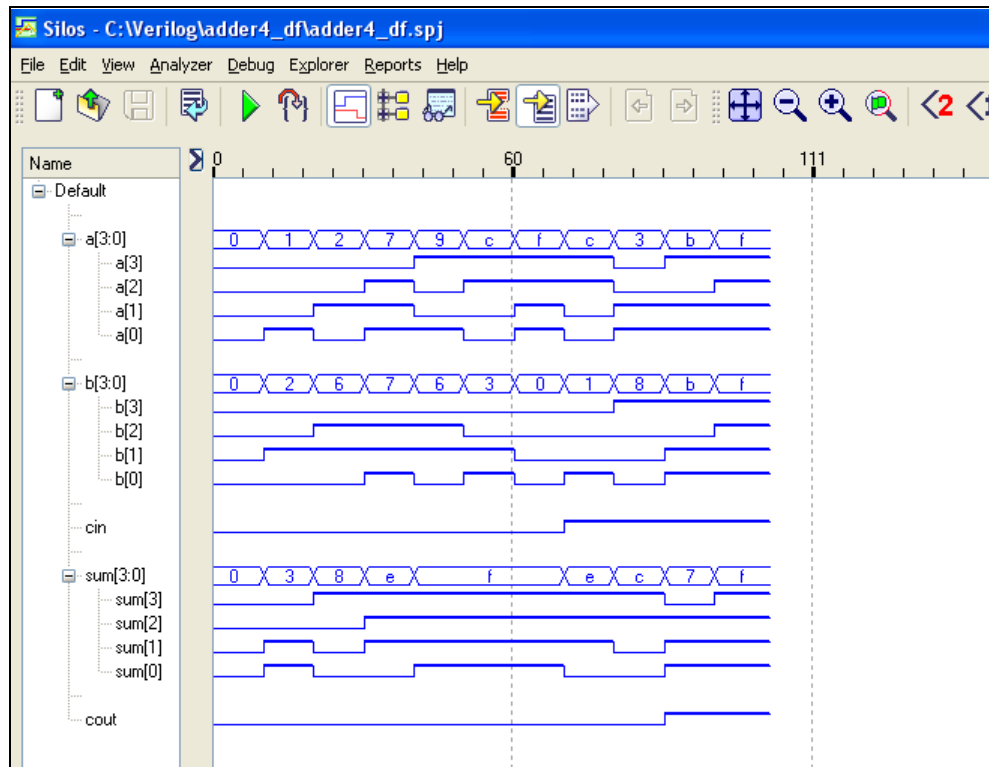 Silos - C:\Verilog\adder4_df\adder4_df.spj
File Edit View Analyzer Debug Explorer Reports Help
2
Name 0 60 111
Default
a[3:0] 0 1 2 7 9 c f c 3 b f
a[3]
a[2]
a[1]
a[0]
b[3:0] 0 2 6 7 6 3 0 1 8 b f
b[3]
b[2]
b[1]
b[0]
cin
sum[3:0] 0 3 8 e f e c 7 f
sum[3]
sum[2]
sum[1]
sum[0]
cout